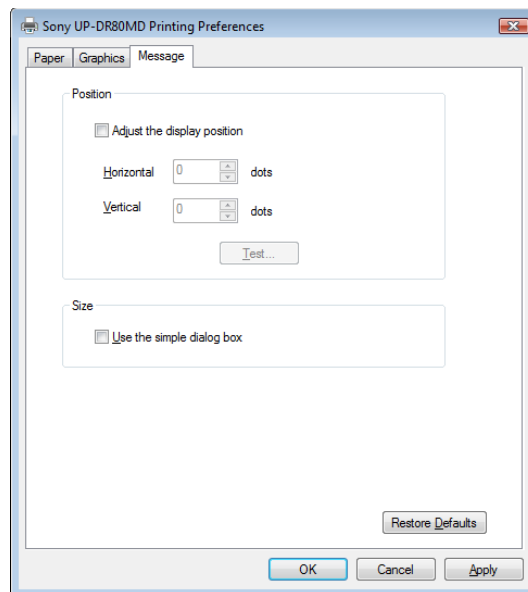 Sony UP-DR80MD Printing Preferences
Paper Graphics Message
Position
Adjust the display position
Horizontal 0 dots
Vertical 0 dots
Test...
Size
Use the simple dialog box
Restore Defaults
OK Cancel Apply